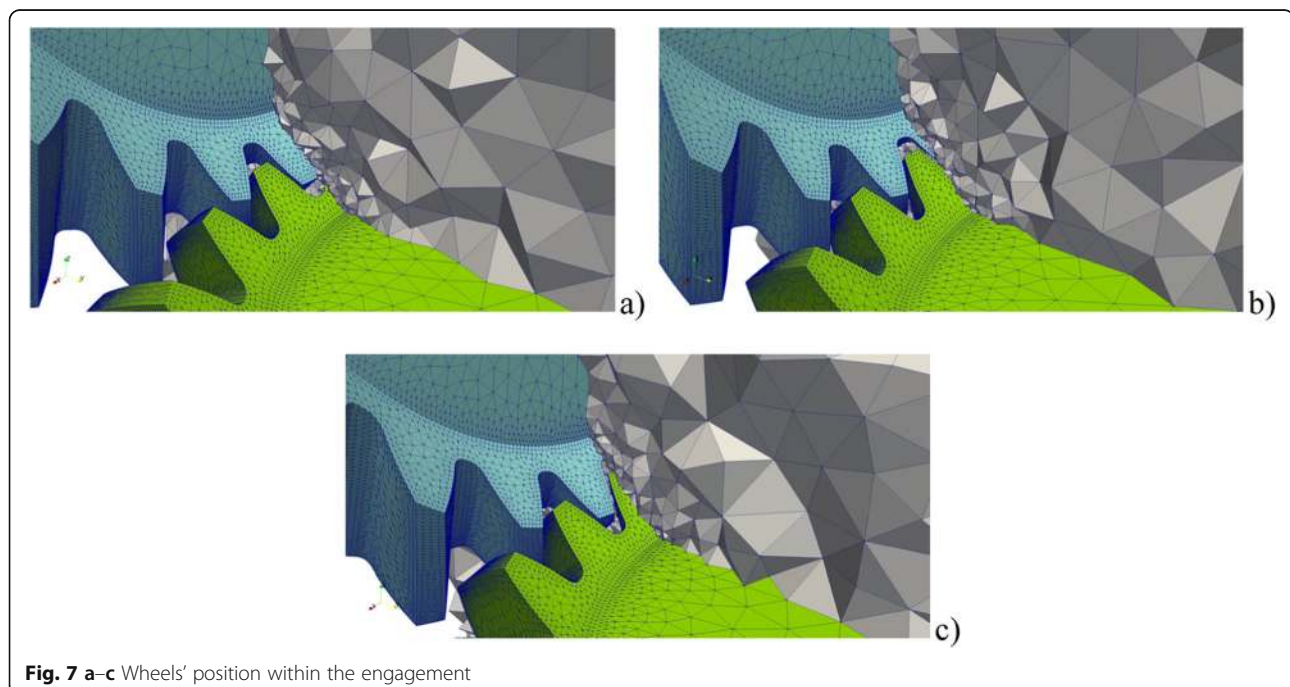 a)
b)
c)
Fig. 7 a–c Wheels’ position within the engagement